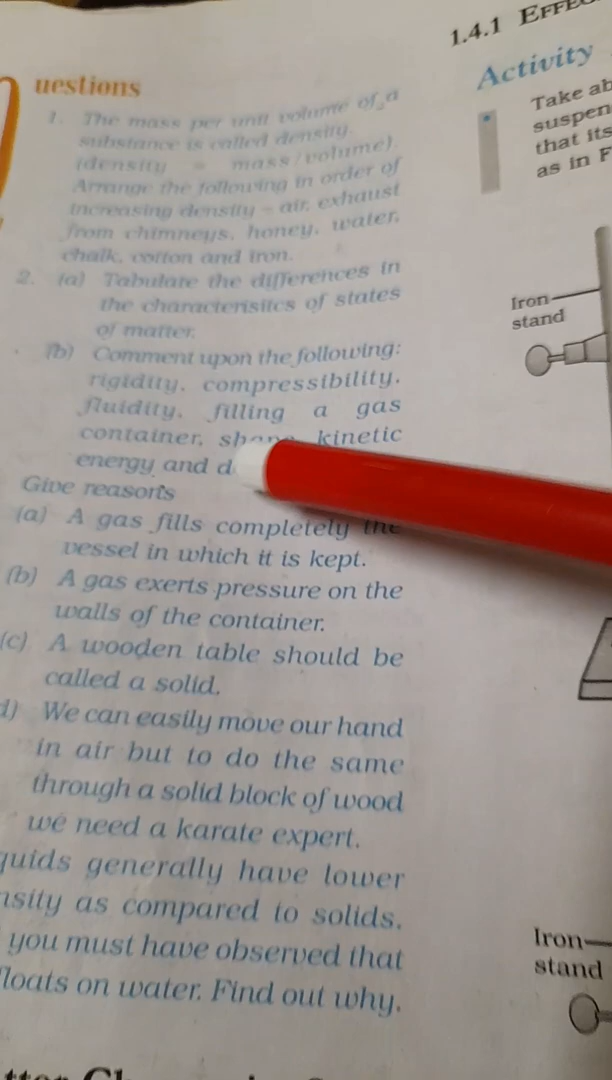 uestions
1. The mass per unit volume of a
substance is called density.
(density = mass/volume).
Arrange the following in order of
increasing density – air, exhaust
from chimneys, honey, water,
chalk, cotton and iron.
2. (a) Tabulate the differences in
the characterisitcs of states
of matter.
(b) Comment upon the following:
rigidity, compressibility,
fluidity, filling a gas
container, kinetic
energy and d
Give reasons
(a) A gas fills completely the
vessel in which it is kept.
(b) A gas exerts pressure on the
walls of the container.
(c) A wooden table should be
called a solid.
d) We can easily move our hand
in air but to do the same
through a solid block of wood
we need a karate expert.
quids generally have lower
nsity as compared to solids.
you must have observed that
floats on water. Find out why.
1.4.1 EFFEC
Activity
Take ab
suspen
that its
as in F
Iron
stand
Iron
stand